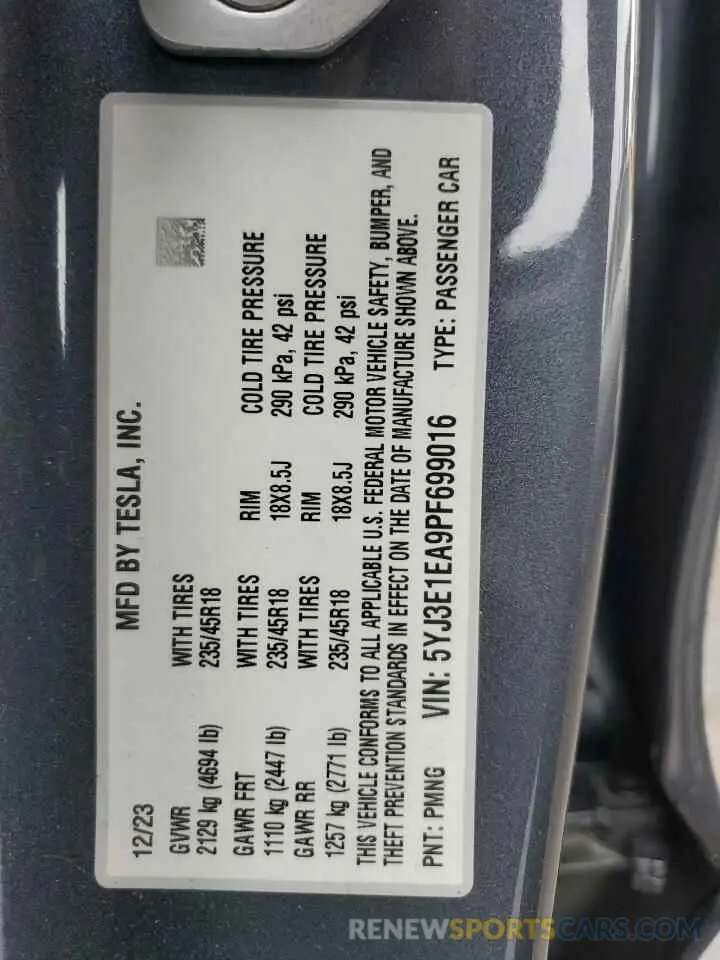 MFD BY TESLA, INC.
12/23
GVWR WITH TIRES
2129 kg (4694 lb) 235/45R18
GAWR FRT WITH TIRES RIM COLD TIRE PRESSURE
1110 kg (2447 lb) 235/45R18 18X8.5J 290 kPa, 42 psi
GAWR RR WITH TIRES RIM COLD TIRE PRESSURE
1257 kg (2771 lb) 235/45R18 18X8.5J 290 kPa, 42 psi
THIS VEHICLE CONFORMS TO ALL APPLICABLE U.S. FEDERAL MOTOR VEHICLE SAFETY, BUMPER, AND
THEFT PREVENTION STANDARDS IN EFFECT ON THE DATE OF MANUFACTURE SHOWN ABOVE.
PNT: PMNG VIN: 5YJ3E1EA9PF699016 TYPE: PASSENGER CAR
RENEWSPORTSCARS.COM